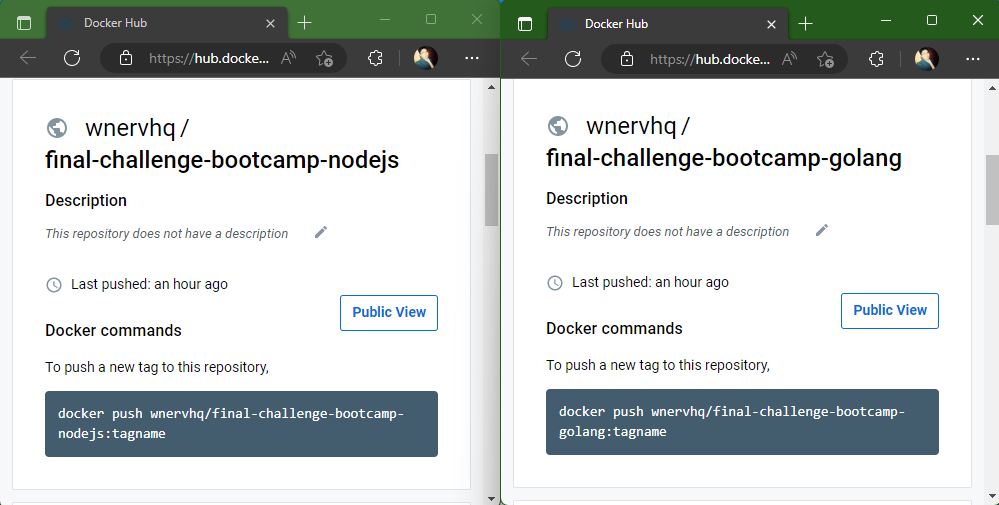 Docker Hub
https://hub.docke...
wnervhq /
final-challenge-bootcamp-nodejs
Description
This repository does not have a description
Last pushed: an hour ago
Public View
Docker commands
To push a new tag to this repository,
docker push wnervhq/final-challenge-bootcamp-
nodejs:tagname
Docker Hub
https://hub.docke...
wnervhq /
final-challenge-bootcamp-golang
Description
This repository does not have a description
Last pushed: an hour ago
Public View
Docker commands
To push a new tag to this repository,
docker push wnervhq/final-challenge-bootcamp-
golang:tagname